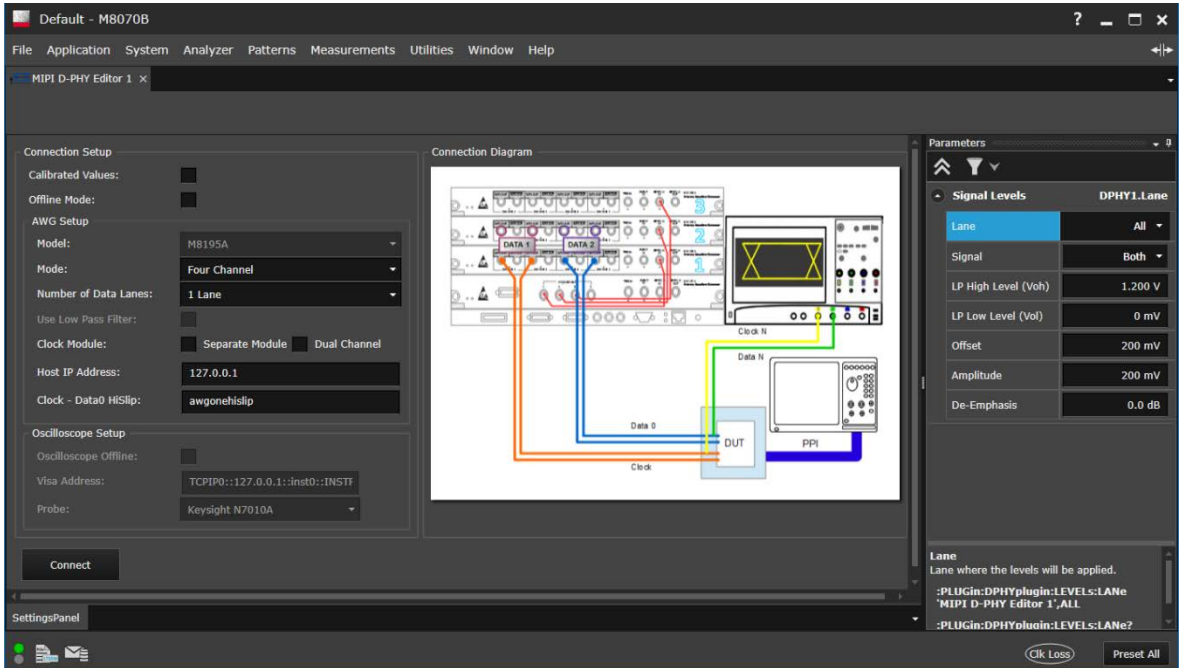 Default - M8070B
?
File Application System Analyzer Patterns Measurements Utilities Window Help
MIPI D-PHY Editor 1 ×
Connection Setup
Calibrated Values:
Offline Mode:
AWG Setup
Model: M8195A
Mode: Four Channel
Number of Data Lanes: 1 Lane
Use Low Pass Filter:
Clock Module: Separate Module Dual Channel
Host IP Address: 127.0.0.1
Clock - Data0 HiSlip: awgonehislip
Oscilloscope Setup
Oscilloscope Offline:
Visa Address: TCPIP0::127.0.0.1::inst0::INSTF
Probe: Keysight N7010A
Connect
Connection Diagram
3
2
DATA 1 DATA 2
1
Clock N
Data N
Data 0
DUT PPI
Clock
Parameters
Signal Levels DPHY1.Lane
Lane All
Signal Both
LP High Level (Voh) 1.200 V
LP Low Level (Vol) 0 mV
Offset 200 mV
Amplitude 200 mV
De-Emphasis 0.0 dB
Lane
Lane where the levels will be applied.
:PLUGin:DPHYplugin:LEVELs:LANe
'MIPI D-PHY Editor 1',ALL
:PLUGin:DPHYplugin:LEVELs:LANe?
SettingsPanel
Clk Loss Preset All